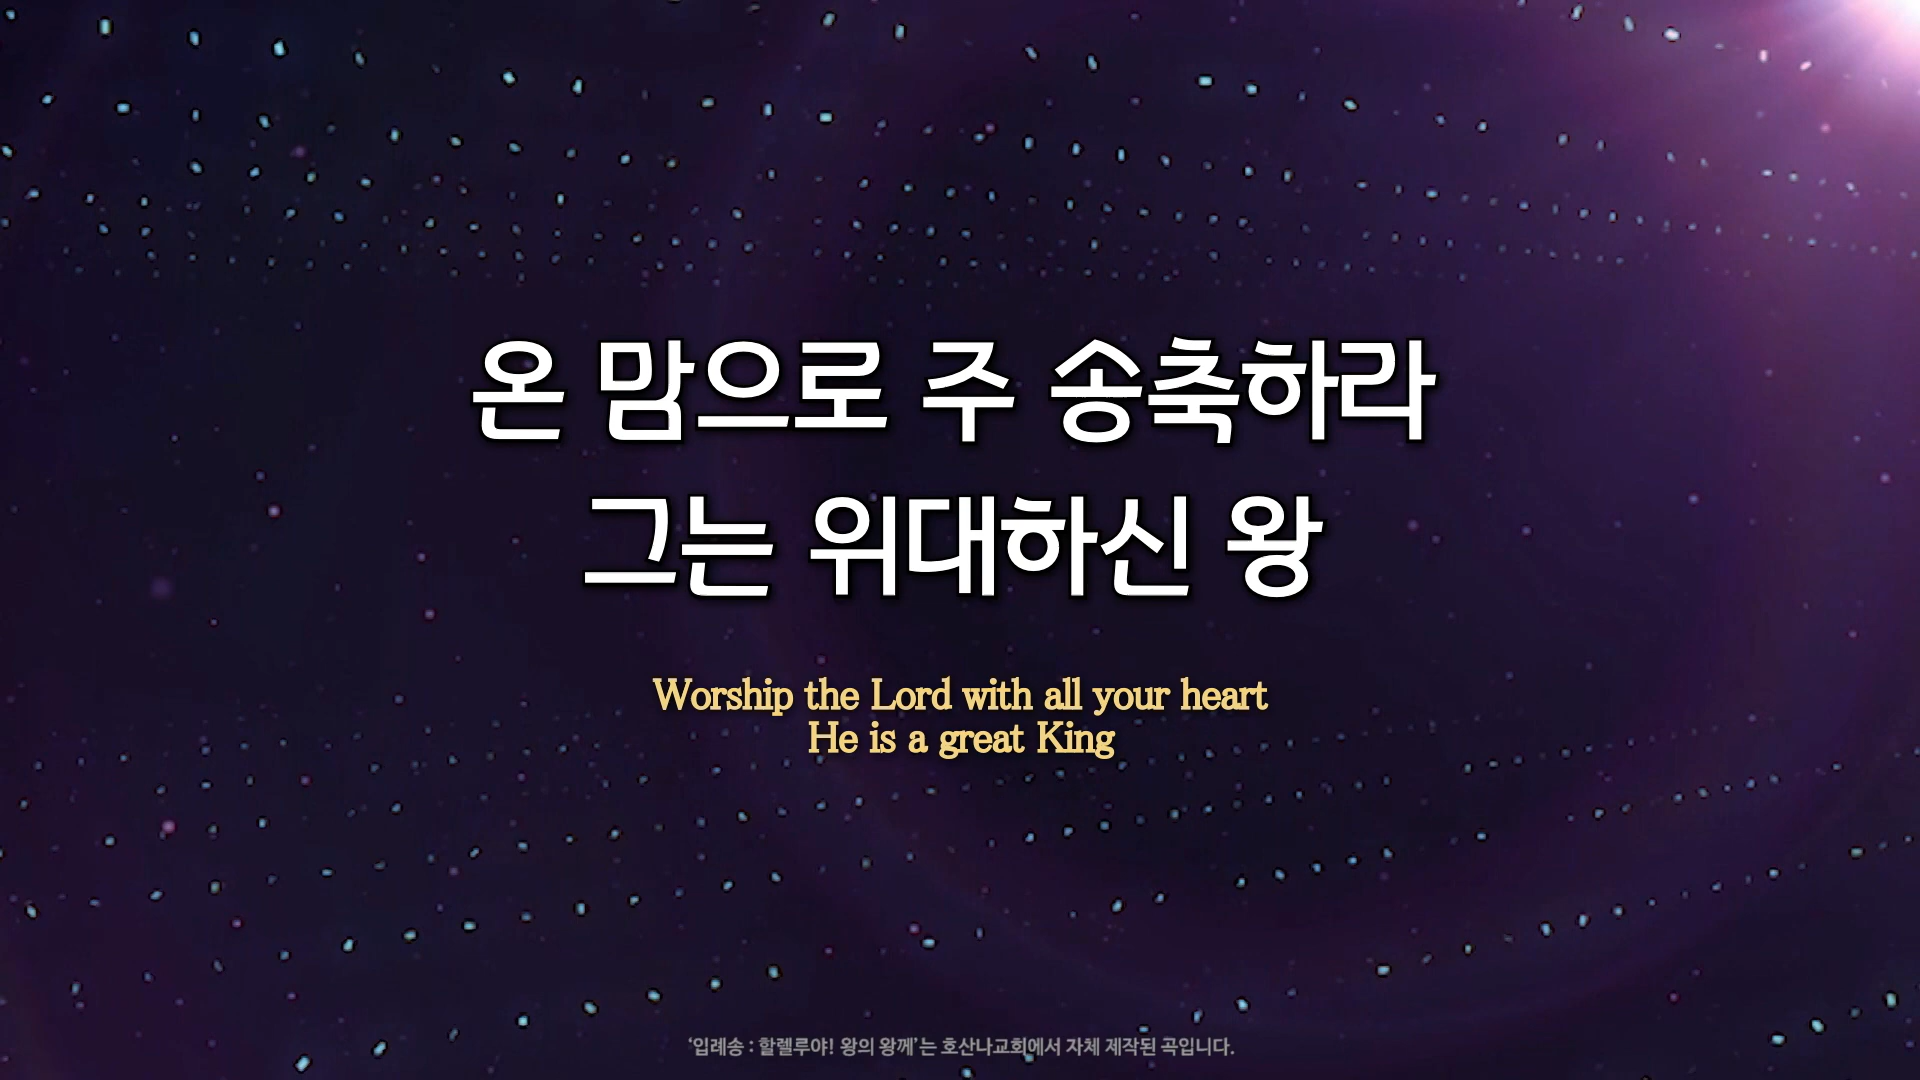 온 맘으로 주 송축하라
그는 위대하신 왕
Worship the Lord with all your heart
He is a great King
‘입례송 : 할렐루야! 왕의 왕께’는 호산나교회에서 자체 제작된 곡입니다.